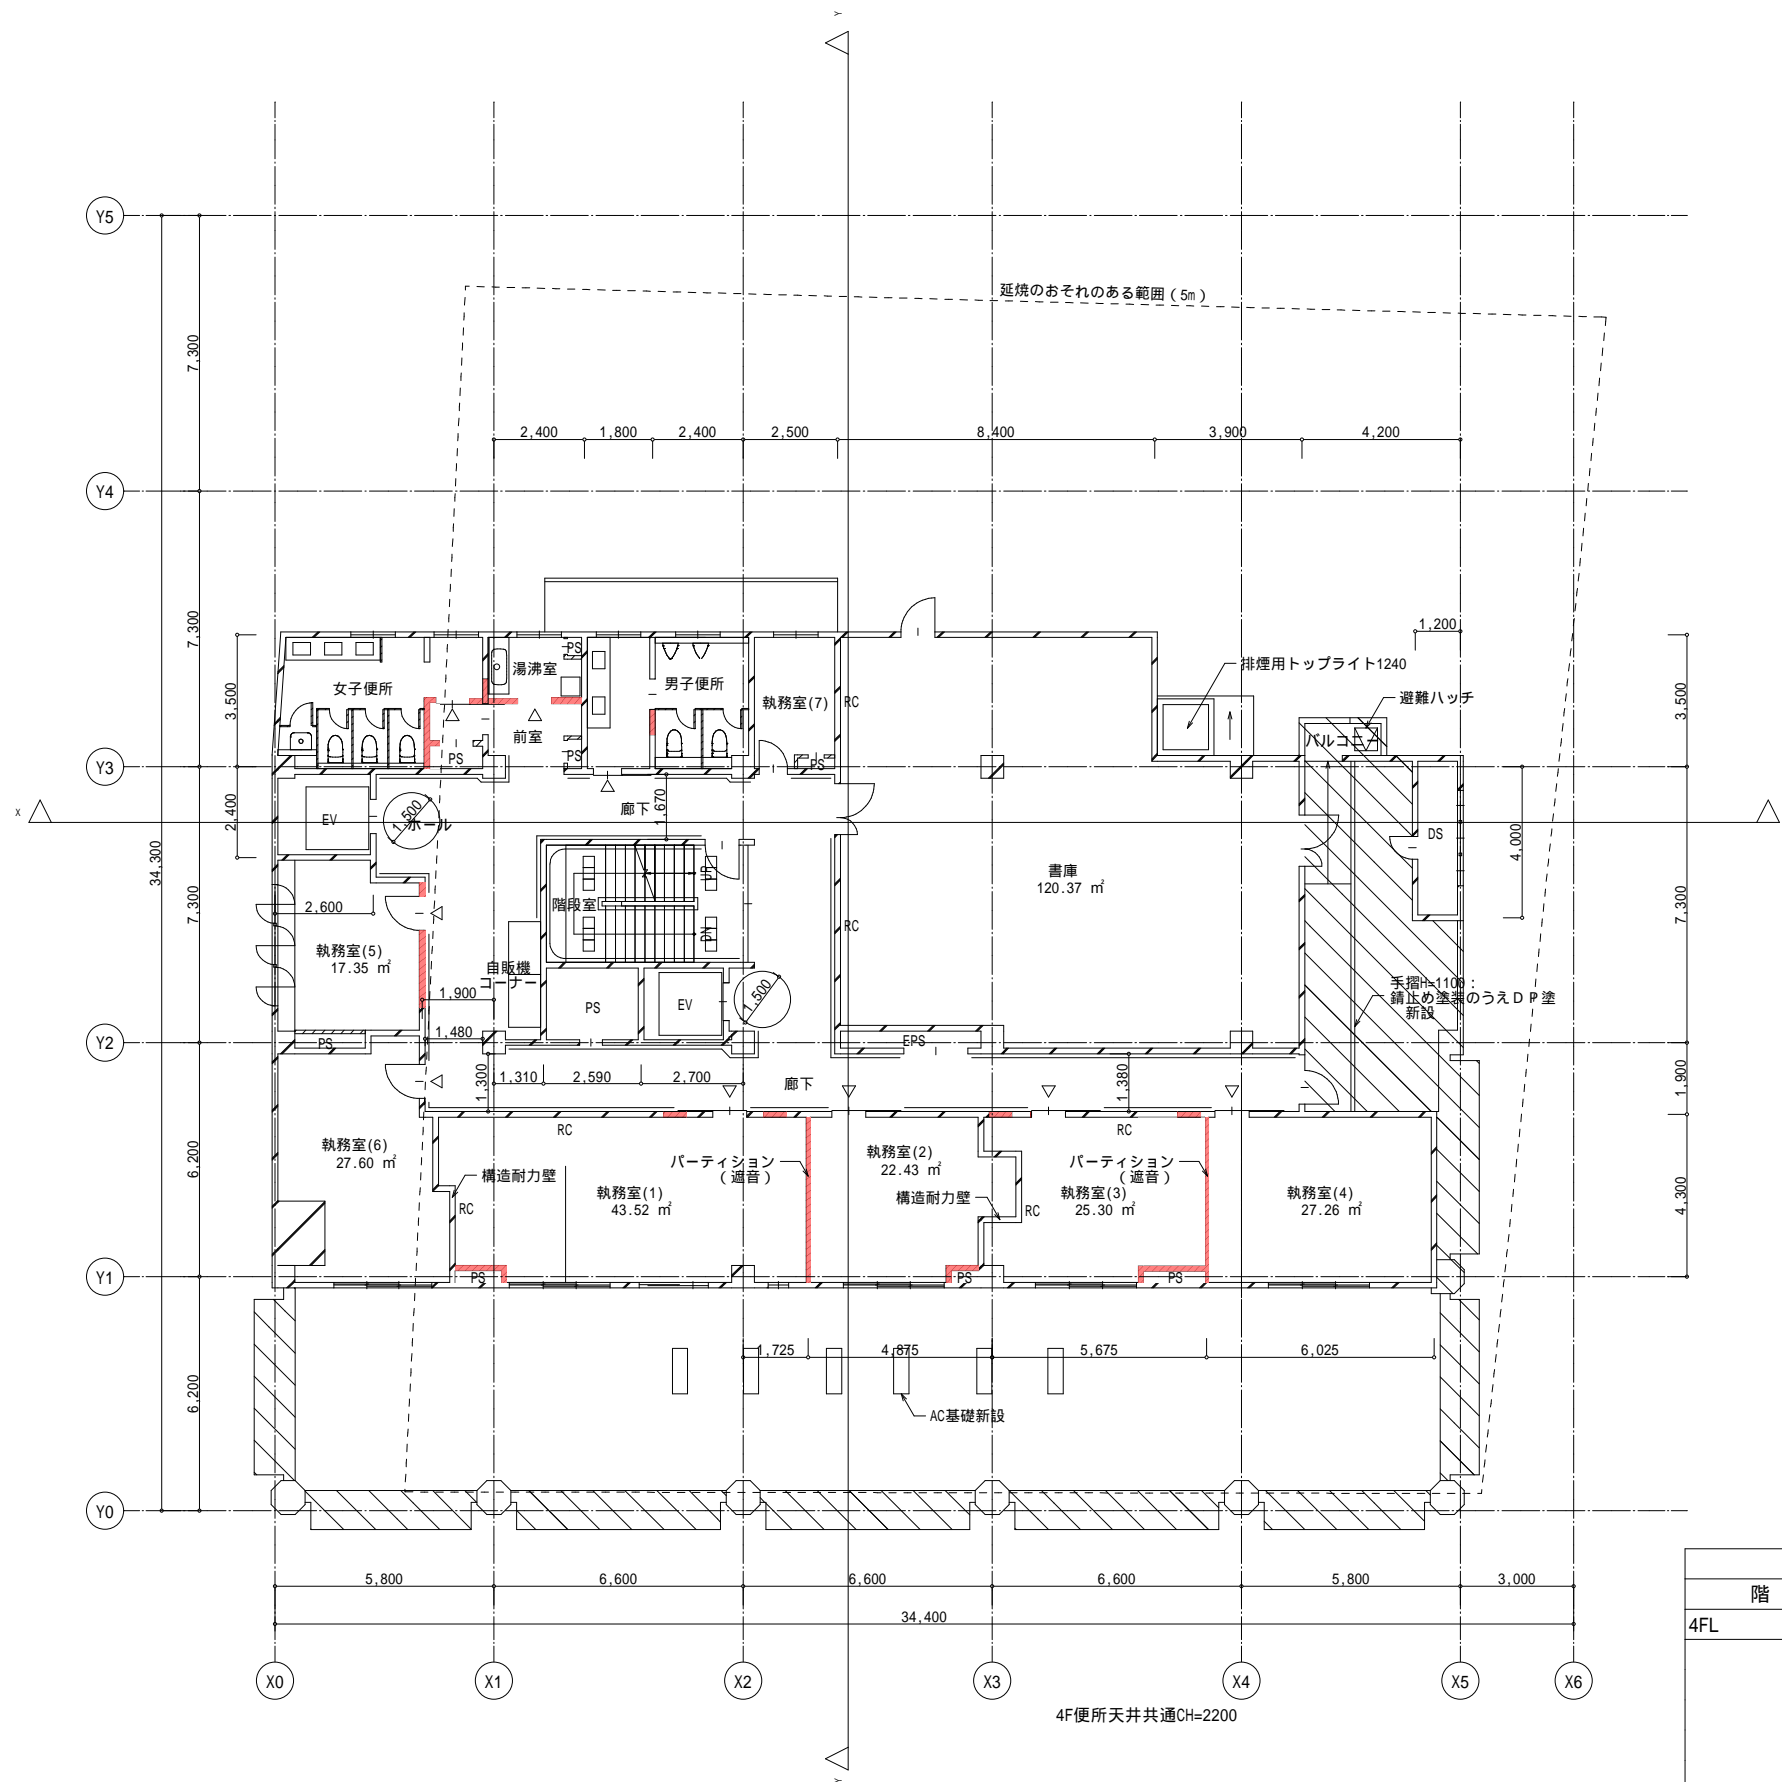 Y
Y5
延焼のおそれのある範囲（5m）
7,300
2,400
1,800
2,400
2,500
8,400
3,900
4,200
Y4
7,300
1,200
3,500
女子便所
湯沸室
PS
男子便所
執務室(7)
RC
排煙用トップライト1240
避難ハッチ
バルコニー
3,500
前室
PS
PS
PS
Y3
X
2,400
EV
1,500
ホール
廊下
1,670
DS
4,000
34,300
7,300
2,600
階段室
UP
DN
RC
書庫
120.37 ㎡
7,300
執務室(5)
17.35 ㎡
自販機
コーナー
1,900
PS
EV
1,500
手摺H=1100：
錆止め塗装のうえＤＰ塗
新設
1,480
PS
EPS
Y2
1,300
1,310
2,590
2,700
廊下
1,380
1,900
RC
RC
執務室(6)
27.60 ㎡
構造耐力壁
RC
執務室(1)
43.52 ㎡
パーティション
（遮音）
執務室(2)
22.43 ㎡
構造耐力壁
RC
パーティション
（遮音）
執務室(3)
25.30 ㎡
執務室(4)
27.26 ㎡
6,200
4,300
Y1
PS
PS
PS
1,725
4,875
5,675
6,025
6,200
AC基礎新設
Y0
5,800
6,600
6,600
6,600
5,800
3,000
34,400
階
4FL
X0
X1
X2
X3
X4
X5
X6
4F便所天井共通CH=2200
Y